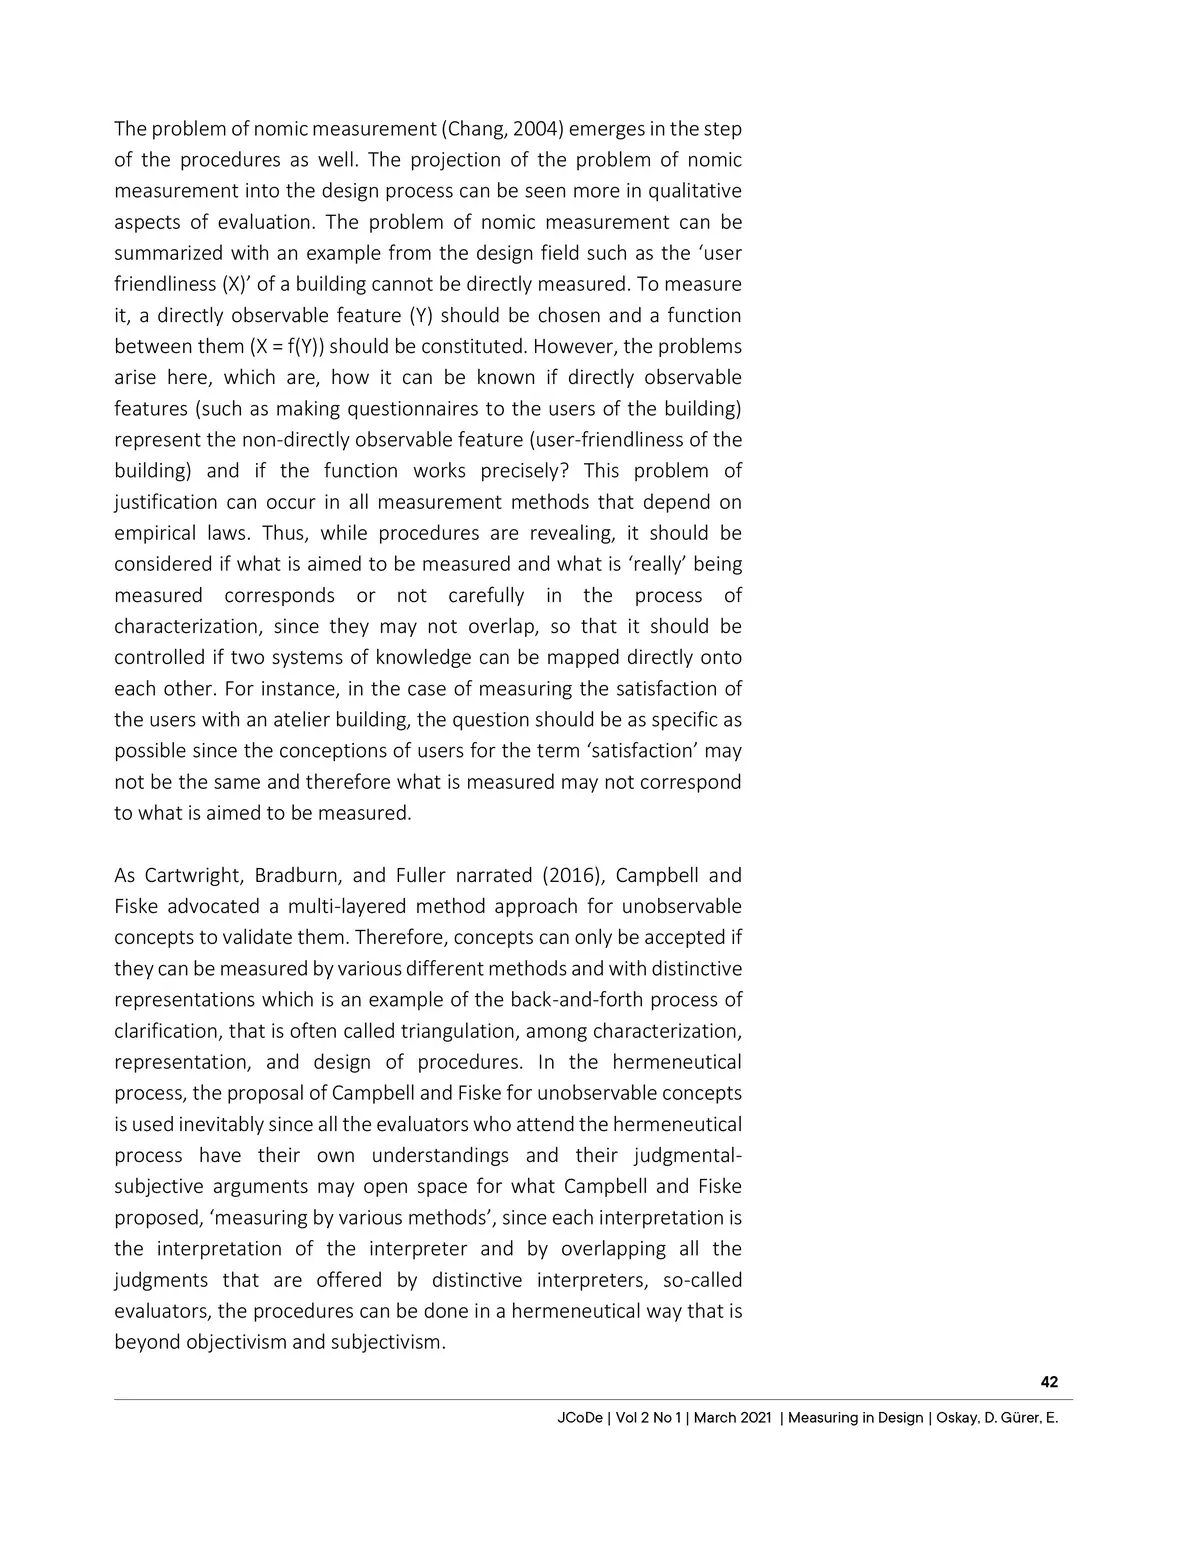 The problem of nomic measurement (Chang, 2004) emerges in the step
of the procedures as well. The projection of the problem of nomic
measurement into the design process can be seen more in qualitative
aspects of evaluation. The problem of nomic measurement can be
summarized with an example from the design field such as the ‘user
friendliness (X)’ of a building cannot be directly measured. To measure
it, a directly observable feature (Y) should be chosen and a function
between them (X = f(Y)) should be constituted. However, the problems
arise here, which are, how it can be known if directly observable
features (such as making questionnaires to the users of the building)
represent the non-directly observable feature (user-friendliness of the
building) and if the function works precisely? This problem of
justification can occur in all measurement methods that depend on
empirical laws. Thus, while procedures are revealing, it should be
considered if what is aimed to be measured and what is ‘really’ being
measured corresponds or not carefully in the process of
characterization, since they may not overlap, so that it should be
controlled if two systems of knowledge can be mapped directly onto
each other. For instance, in the case of measuring the satisfaction of
the users with an atelier building, the question should be as specific as
possible since the conceptions of users for the term ‘satisfaction’ may
not be the same and therefore what is measured may not correspond
to what is aimed to be measured.
As Cartwright, Bradburn, and Fuller narrated (2016), Campbell and
Fiske advocated a multi-layered method approach for unobservable
concepts to validate them. Therefore, concepts can only be accepted if
they can be measured by various different methods and with distinctive
representations which is an example of the back-and-forth process of
clarification, that is often called triangulation, among characterization,
representation, and design of procedures. In the hermeneutical
process, the proposal of Campbell and Fiske for unobservable concepts
is used inevitably since all the evaluators who attend the hermeneutical
process have their own understandings and their judgmental-
subjective arguments may open space for what Campbell and Fiske
proposed, ‘measuring by various methods’, since each interpretation is
the interpretation of the interpreter and by overlapping all the
judgments that are offered by distinctive interpreters, so-called
evaluators, the procedures can be done in a hermeneutical way that is
beyond objectivism and subjectivism.
42
JCoDe | Vol 2 No 1 | March 2021 | Measuring in Design | Oskay, D. Gürer, E.